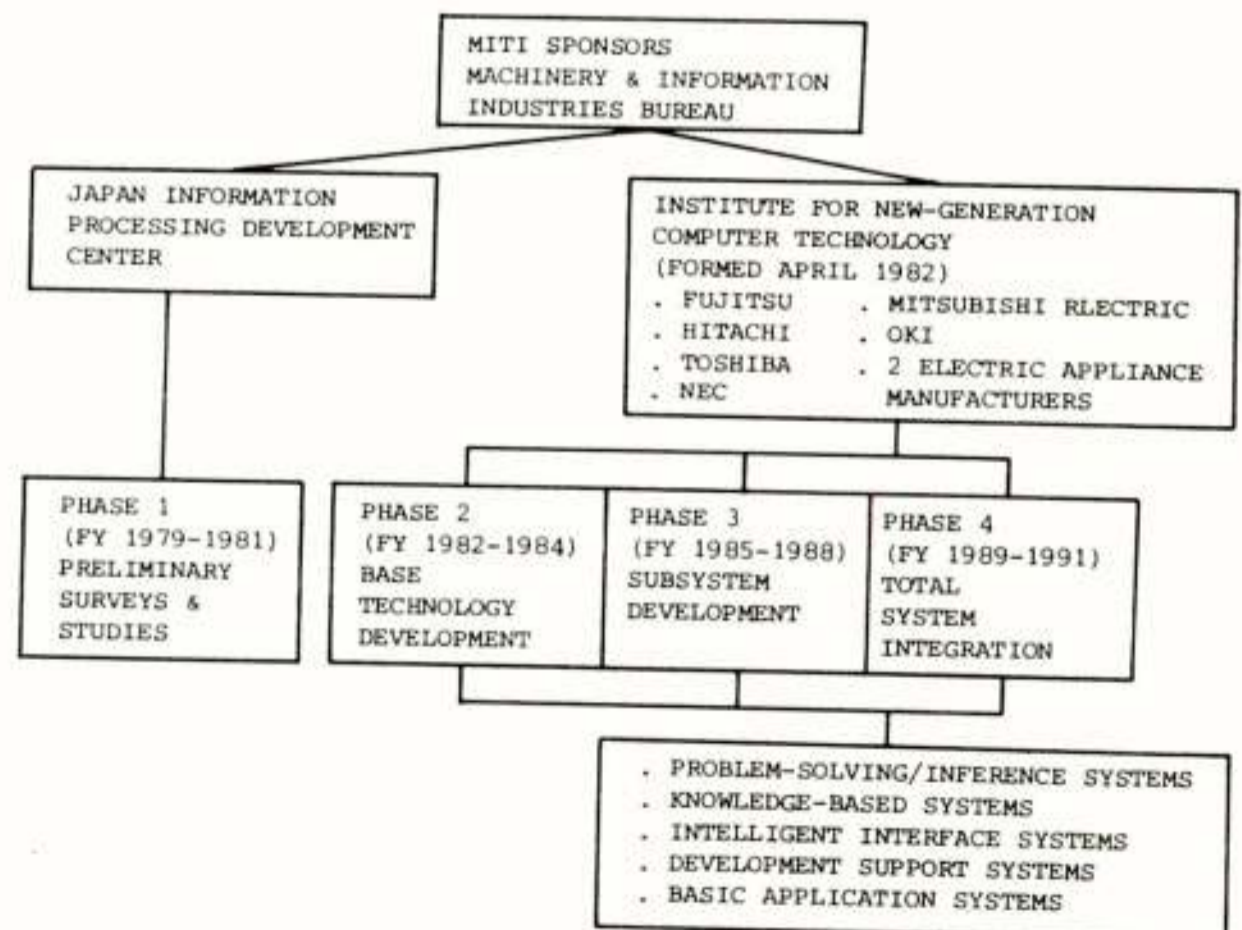 MITI SPONSORS
MACHINERY & INFORMATION
INDUSTRIES BUREAU
JAPAN INFORMATION
PROCESSING DEVELOPMENT
CENTER
INSTITUTE FOR NEW-GENERATION
COMPUTER TECHNOLOGY
(FORMED APRIL 1982)
. FUJITSU . MITSUBISHI RLECTRIC
. HITACHI . OKI
. TOSHIBA . 2 ELECTRIC APPLIANCE
. NEC MANUFACTURERS
PHASE 1
(FY 1979-1981)
PRELIMINARY
SURVEYS &
STUDIES
PHASE 2
(FY 1982-1984)
BASE
TECHNOLOGY
DEVELOPMENT
PHASE 3
(FY 1985-1988)
SUBSYSTEM
DEVELOPMENT
PHASE 4
(FY 1989-1991)
TOTAL
SYSTEM
INTEGRATION
. PROBLEM-SOLVING/INFERENCE SYSTEMS
. KNOWLEDGE-BASED SYSTEMS
. INTELLIGENT INTERFACE SYSTEMS
. DEVELOPMENT SUPPORT SYSTEMS
. BASIC APPLICATION SYSTEMS